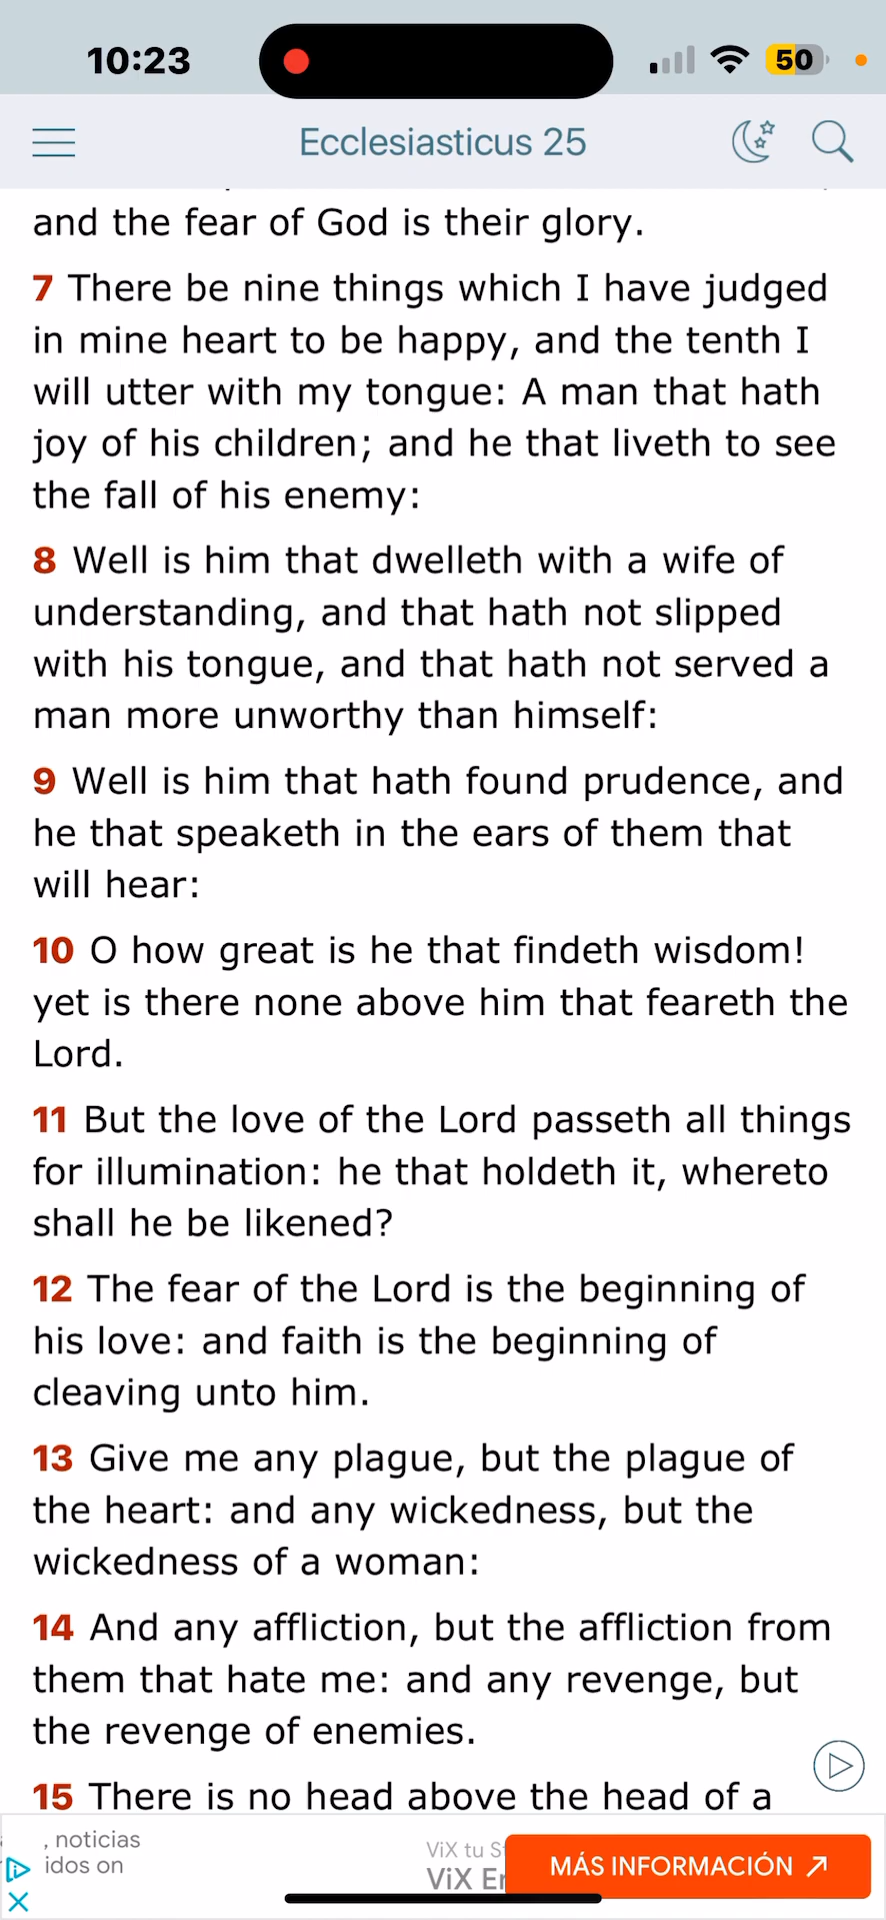 10:23
50
Ecclesiasticus 25
and the fear of God is their glory.
7 There be nine things which I have judged
in mine heart to be happy, and the tenth I
will utter with my tongue: A man that hath
joy of his children; and he that liveth to see
the fall of his enemy:
8 Well is him that dwelleth with a wife of
understanding, and that hath not slipped
with his tongue, and that hath not served a
man more unworthy than himself:
9 Well is him that hath found prudence, and
he that speaketh in the ears of them that
will hear:
10 O how great is he that findeth wisdom!
yet is there none above him that feareth the
Lord.
11 But the love of the Lord passeth all things
for illumination: he that holdeth it, whereto
shall he be likened?
12 The fear of the Lord is the beginning of
his love: and faith is the beginning of
cleaving unto him.
13 Give me any plague, but the plague of
the heart: and any wickedness, but the
wickedness of a woman:
14 And any affliction, but the affliction from
them that hate me: and any revenge, but
the revenge of enemies.
15 There is no head above the head of a
, noticias
idos on
ViX tu S
ViX Er
MÁS INFORMACIÓN